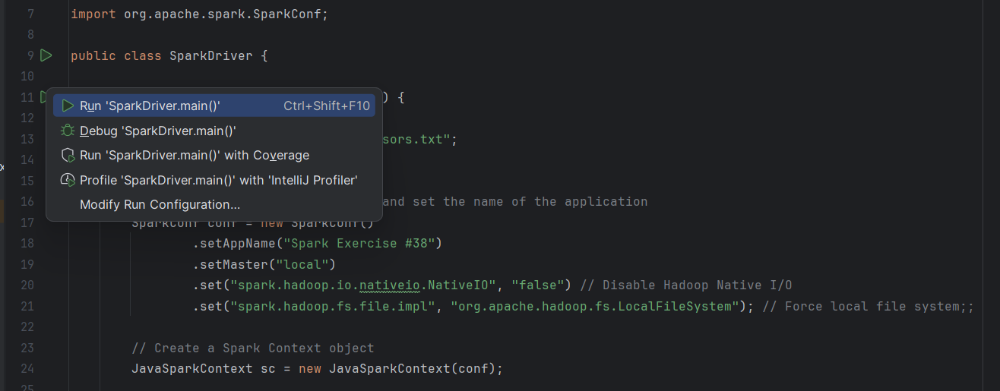 7 import org.apache.spark.SparkConf;
8
9 public class SparkDriver {
10
11 ) {
Run 'SparkDriver.main()' Ctrl+Shift+F10
12
Debug 'SparkDriver.main()'
13 sors.txt";
14
Run 'SparkDriver.main()' with Coverage
15
Profile 'SparkDriver.main()' with 'IntelliJ Profiler'
16 and set the name of the application
Modify Run Configuration...
17 SparkConf conf = new SparkConf()
18 .setAppName("Spark Exercise #38")
19 .setMaster("local")
20 .set("spark.hadoop.io.nativeio.NativeIO", "false") // Disable Hadoop Native I/O
21 .set("spark.hadoop.fs.file.impl", "org.apache.hadoop.fs.LocalFileSystem"); // Force local file system;;
22
23 // Create a Spark Context object
24 JavaSparkContext sc = new JavaSparkContext(conf);
25